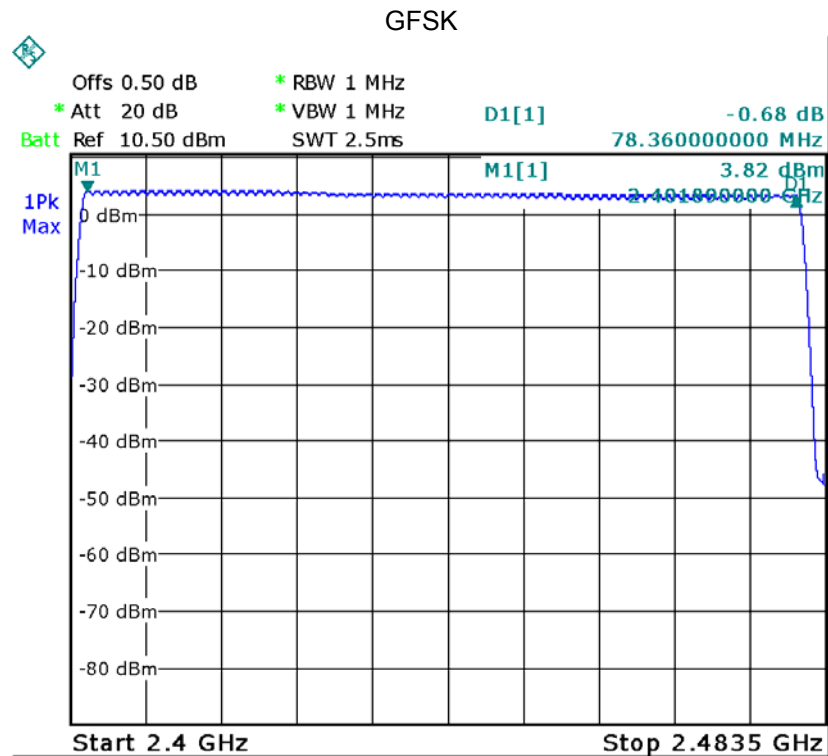 GFSK
Offs 0.50 dB * RBW 1 MHz
* Att 20 dB * VBW 1 MHz D1[1] -0.68 dB
Batt Ref 10.50 dBm SWT 2.5ms 78.360000000 MHz
M1 M1[1] 3.82 dBm
D1
1Pk 2.401890000 GHz
Max 0 dBm
-10 dBm
-20 dBm
-30 dBm
-40 dBm
-50 dBm
-60 dBm
-70 dBm
-80 dBm
Start 2.4 GHz Stop 2.4835 GHz